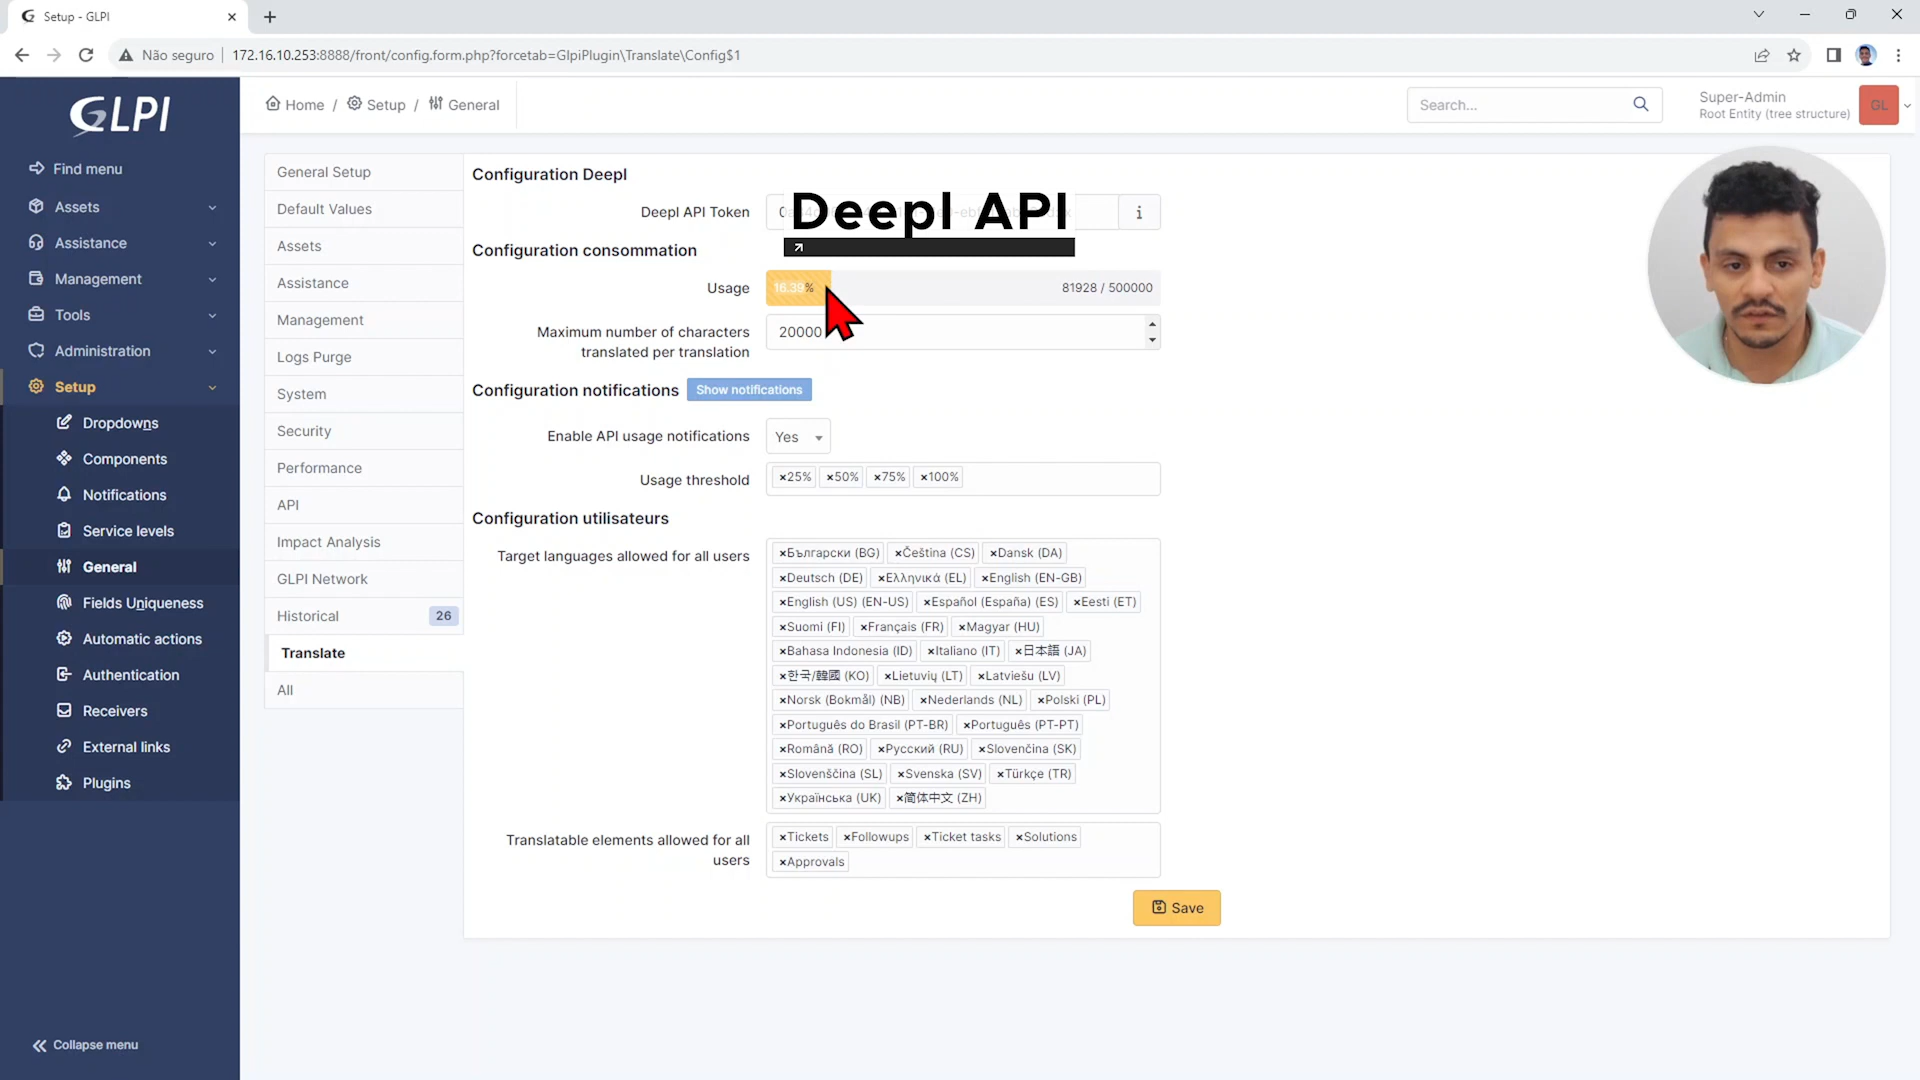 Setup - GLPI
Não seguro
172.16.10.253:8888/front/config.form.php?forcetab=GlpiPlugin\Translate\Config$1
GLPI
Home / Setup / General
Search...
Super-Admin
Root Entity (tree structure)
GL
Find menu
Assets
Assistance
Management
Tools
Administration
Setup
Dropdowns
Components
Notifications
Service levels
General
Fields Uniqueness
Automatic actions
Authentication
Receivers
External links
Plugins
Collapse menu
General Setup
Default Values
Assets
Assistance
Management
Logs Purge
System
Security
Performance
API
Impact Analysis
GLPI Network
Historical 26
Translate
All
Configuration Deepl
Deepl API Token
Deepl API
Configuration consommation
Usage 16.39% 81928 / 500000
Maximum number of characters
translated per translation
20000
Configuration notifications Show notifications
Enable API usage notifications Yes
Usage threshold ×25% ×50% ×75% ×100%
Configuration utilisateurs
Target languages allowed for all users
×Български (BG) ×Čeština (CS) ×Dansk (DA)
×Deutsch (DE) ×Ελληνικά (EL) ×English (EN-GB)
×English (US) (EN-US) ×Español (España) (ES) ×Eesti (ET)
×Suomi (FI) ×Français (FR) ×Magyar (HU)
×Bahasa Indonesia (ID) ×Italiano (IT) ×日本語 (JA)
×한국/韓國 (KO) ×Lietuvių (LT) ×Latviešu (LV)
×Norsk (Bokmål) (NB) ×Nederlands (NL) ×Polski (PL)
×Português do Brasil (PT-BR) ×Português (PT-PT)
×Română (RO) ×Русский (RU) ×Slovenčina (SK)
×Slovenščina (SL) ×Svenska (SV) ×Türkçe (TR)
×Українська (UK) ×简体中文 (ZH)
Translatable elements allowed for all
users
×Tickets ×Followups ×Ticket tasks ×Solutions
×Approvals
Save